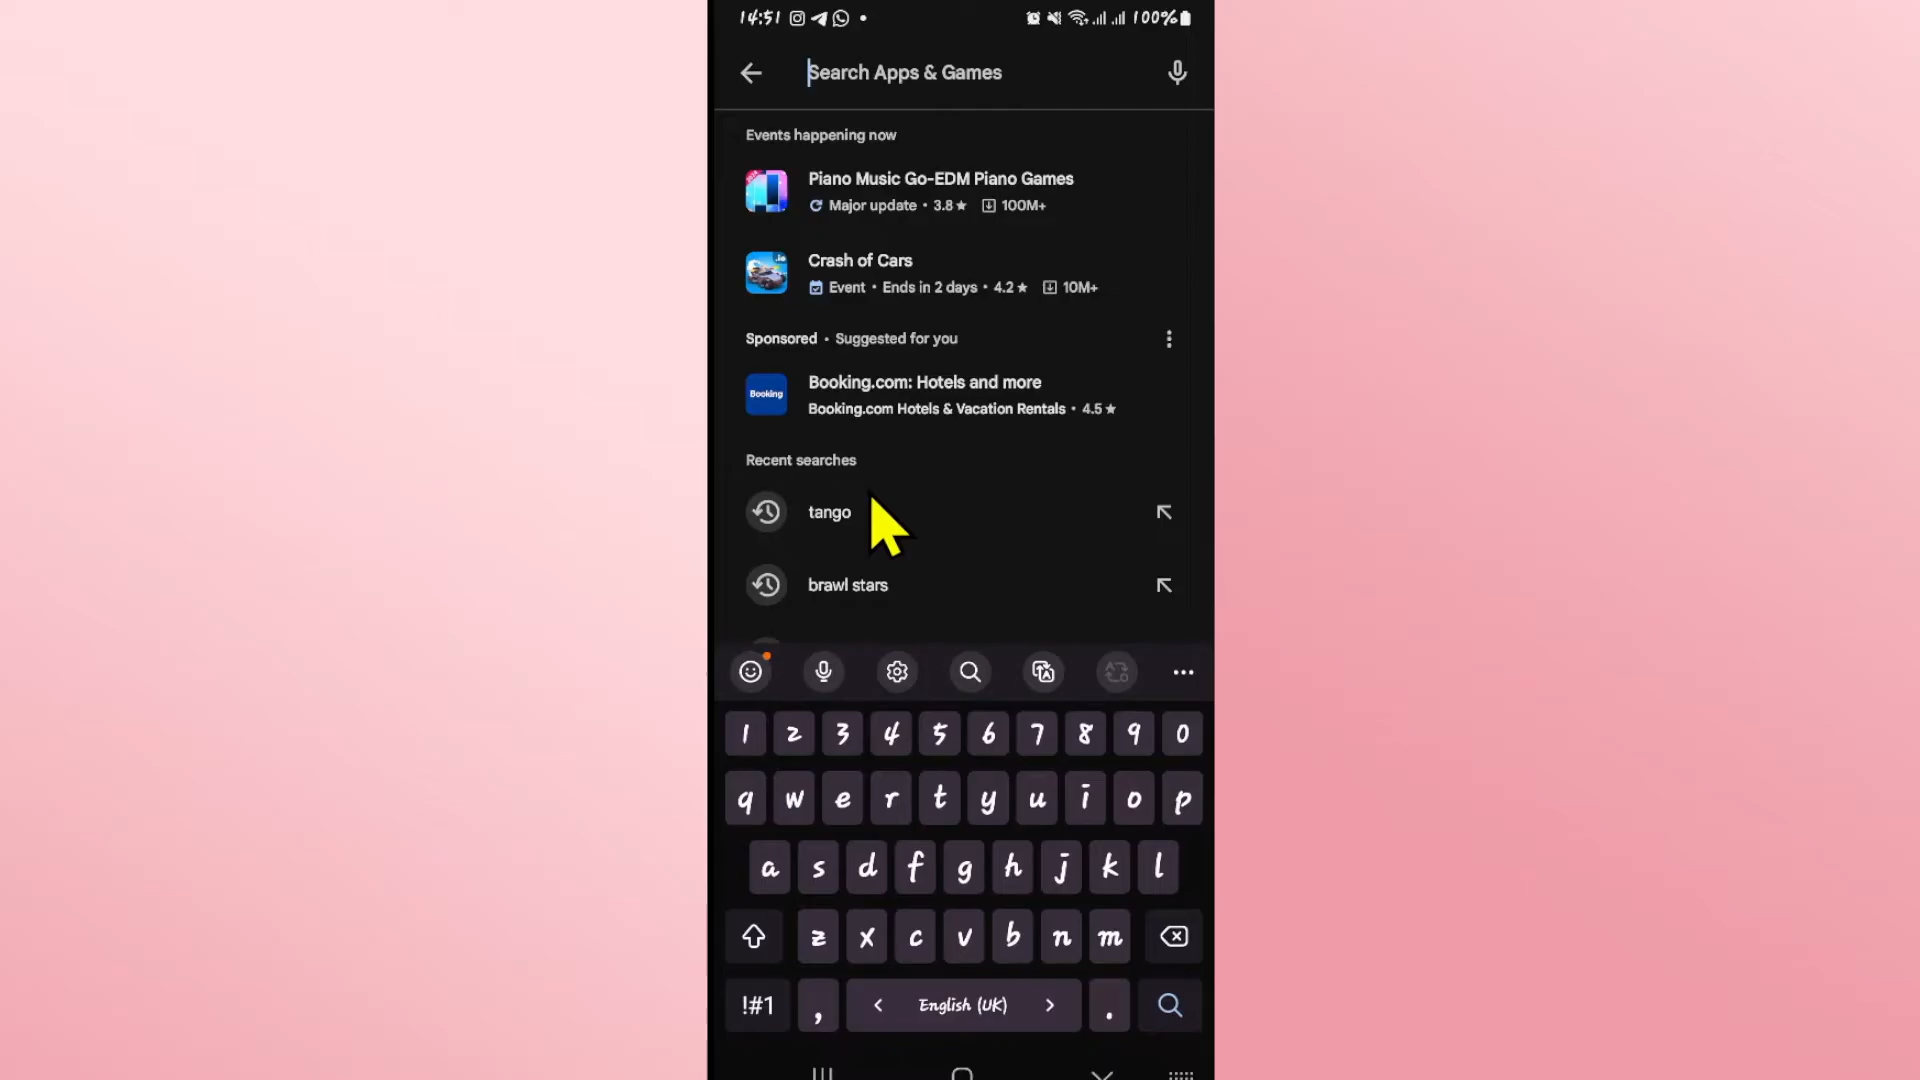 14:51 100%
Search Apps & Games
Events happening now
Piano Music Go-EDM Piano Games
Major update • 3.8★ 100M+
.io
Crash of Cars
Event • Ends in 2 days • 4.2★ 10M+
Sponsored • Suggested for you
Booking.com: Hotels and more
Booking
Booking.com Hotels & Vacation Rentals • 4.5★
Recent searches
tango
brawl stars
1 2 3 4 5 6 7 8 9 0
q w e r t y u i o p
a s d f g h j k l
z x c v b n m
!#1 , < English (UK) > .